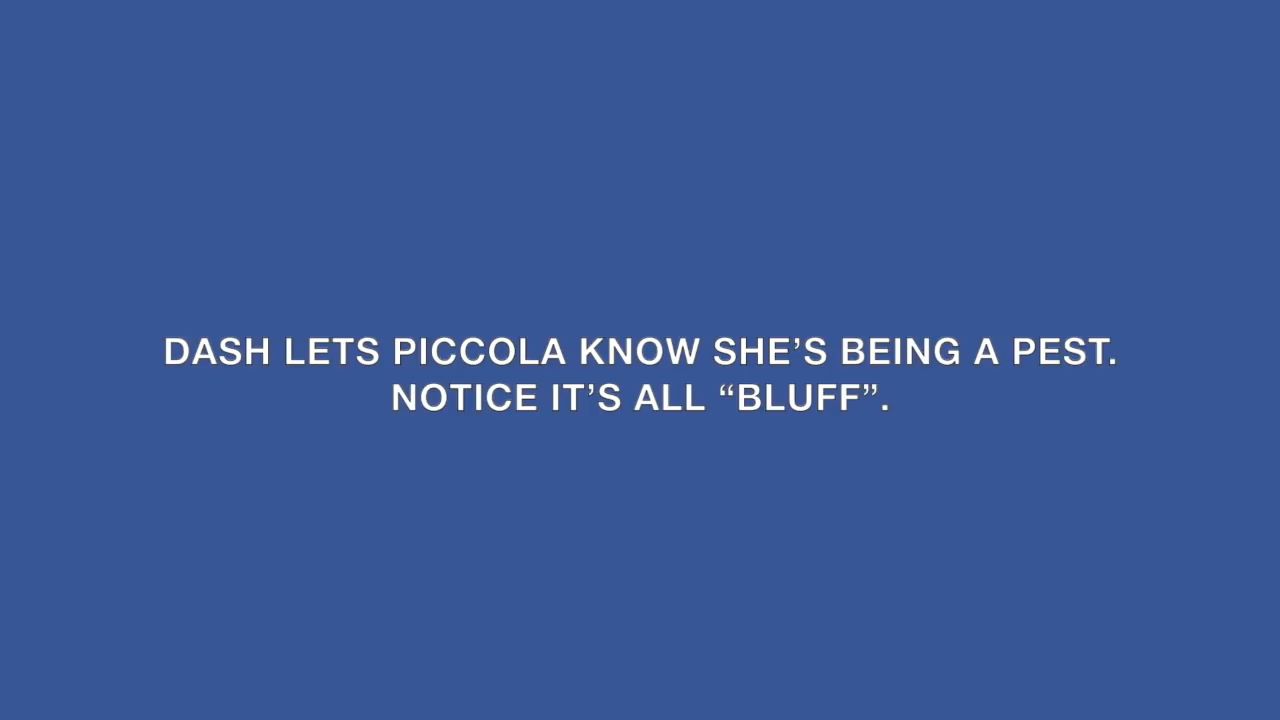 DASH LETS PICCOLA KNOW SHE’S BEING A PEST.
NOTICE IT’S ALL “BLUFF”.